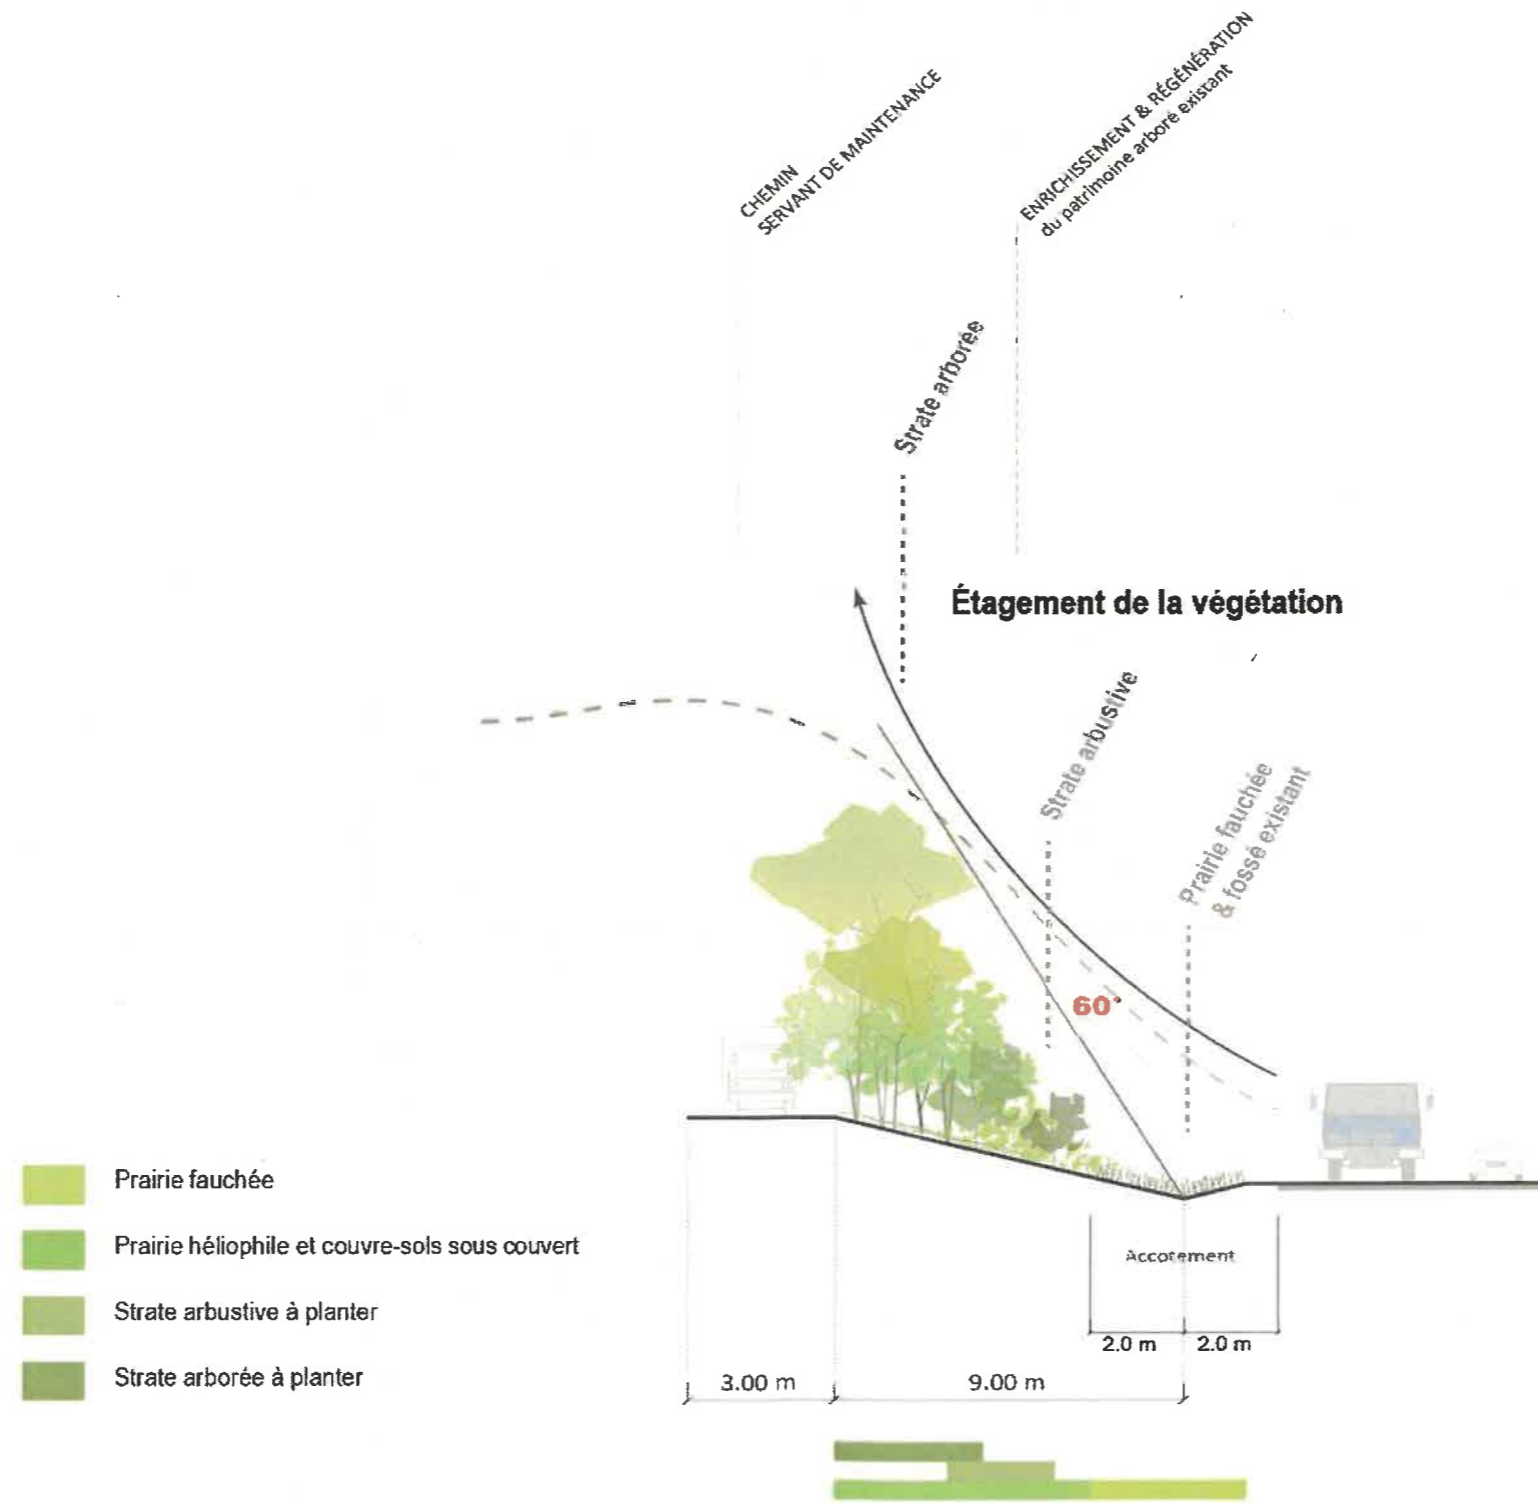 CHEMIN
SERVANT DE MAINTENANCE
ENRICHISSEMENT & RÉGÉNÉRATION
du patrimoine arboré existant
Strate arborée
Étagement de la végétation
Strate arbustive
Prairie fauchée
& fossé existant
60°
Prairie fauchée
Prairie héliophile et couvre-sols sous couvert
Strate arbustive à planter
Strate arborée à planter
Accotement
2.0 m
2.0 m
3.00 m
9.00 m